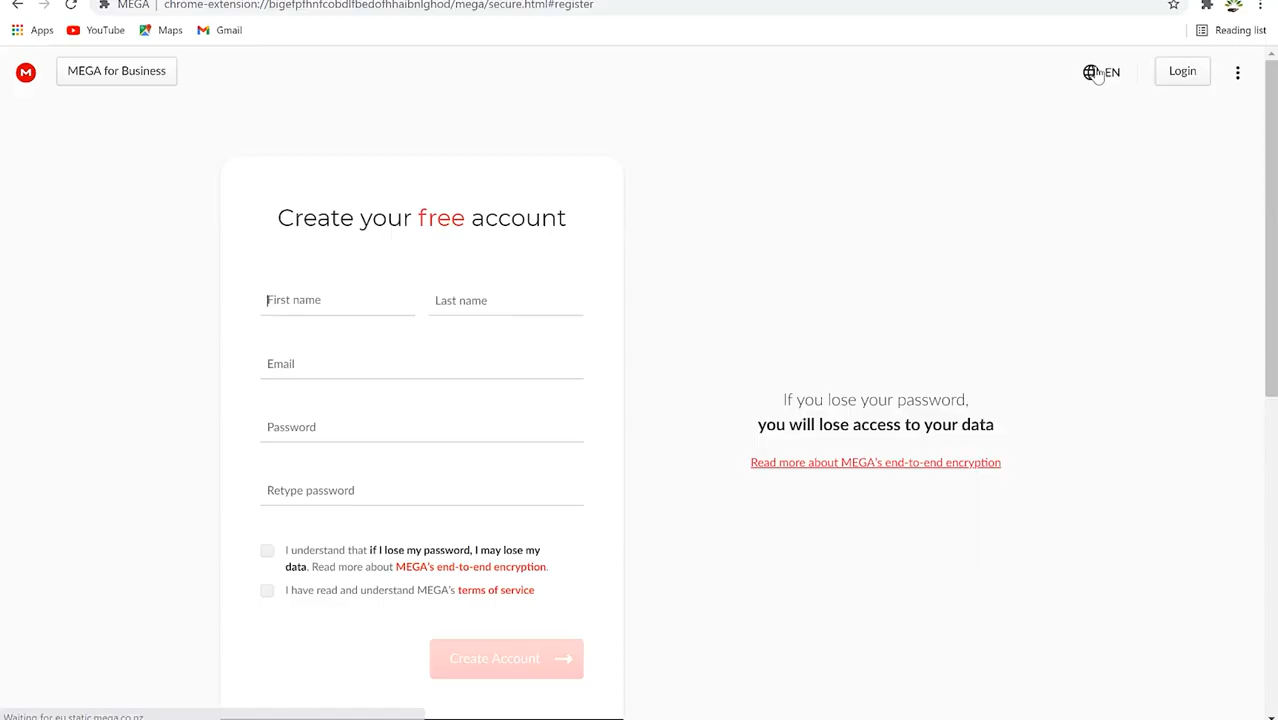 MEGA | chrome-extension://bigefpfhnfcobdlfbedofhhaibnlghod/mega/secure.html#register
Apps YouTube Maps Gmail Reading list
M MEGA for Business EN Login
Create your free account
First name Last name
Email
Password
Retype password
I understand that if I lose my password, I may lose my
data. Read more about MEGA's end-to-end encryption.
I have read and understand MEGA's terms of service
Create Account
If you lose your password,
you will lose access to your data
Read more about MEGA's end-to-end encryption
Waiting for eu.static.mega.co.nz